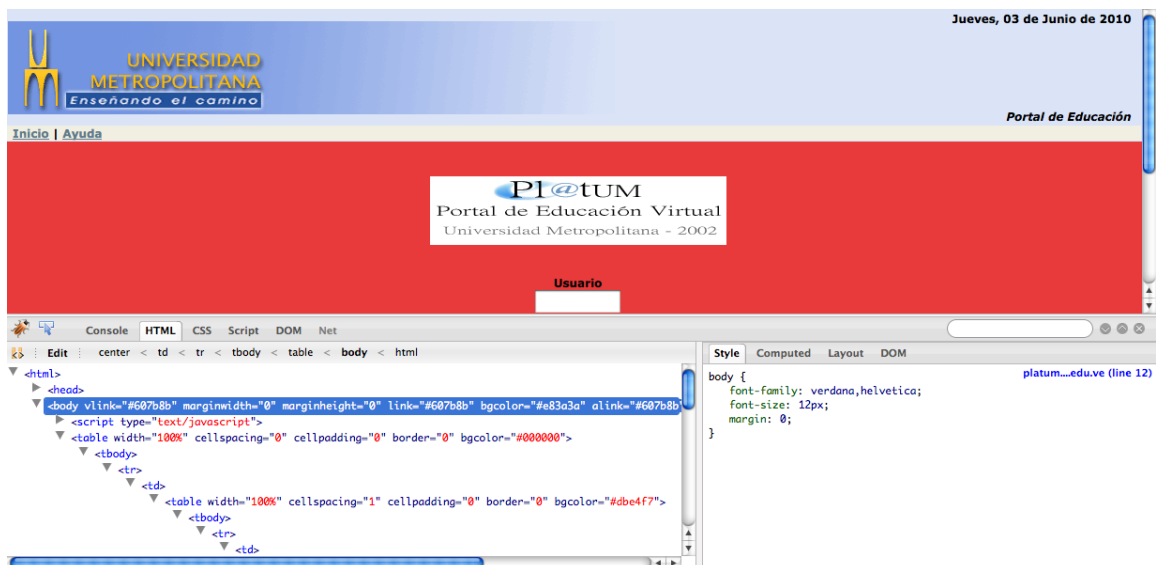 Jueves, 03 de Junio de 2010
UNIVERSIDAD
METROPOLITANA
Enseñando el camino
Portal de Educación
Inicio | Ayuda
Pl@tUM
Portal de Educación Virtual
Universidad Metropolitana - 2002
Usuario
Console HTML CSS Script DOM Net
Edit center < td < tr < tbody < table < body < html
Style Computed Layout DOM
<html>
<head>
<body vlink="#607b8b" marginwidth="0" marginheight="0" link="#607b8b" bgcolor="#e83a3a" alink="#607b8b"
<script type="text/javascript">
<table width="100%" cellspacing="0" cellpadding="0" border="0" bgcolor="#000000">
<tbody>
<tr>
<td>
<table width="100%" cellspacing="1" cellpadding="0" border="0" bgcolor="#dbe4f7">
<tbody>
<tr>
<td>
body {
platum....edu.ve (line 12)
font-family: verdana,helvetica;
font-size: 12px;
margin: 0;
}